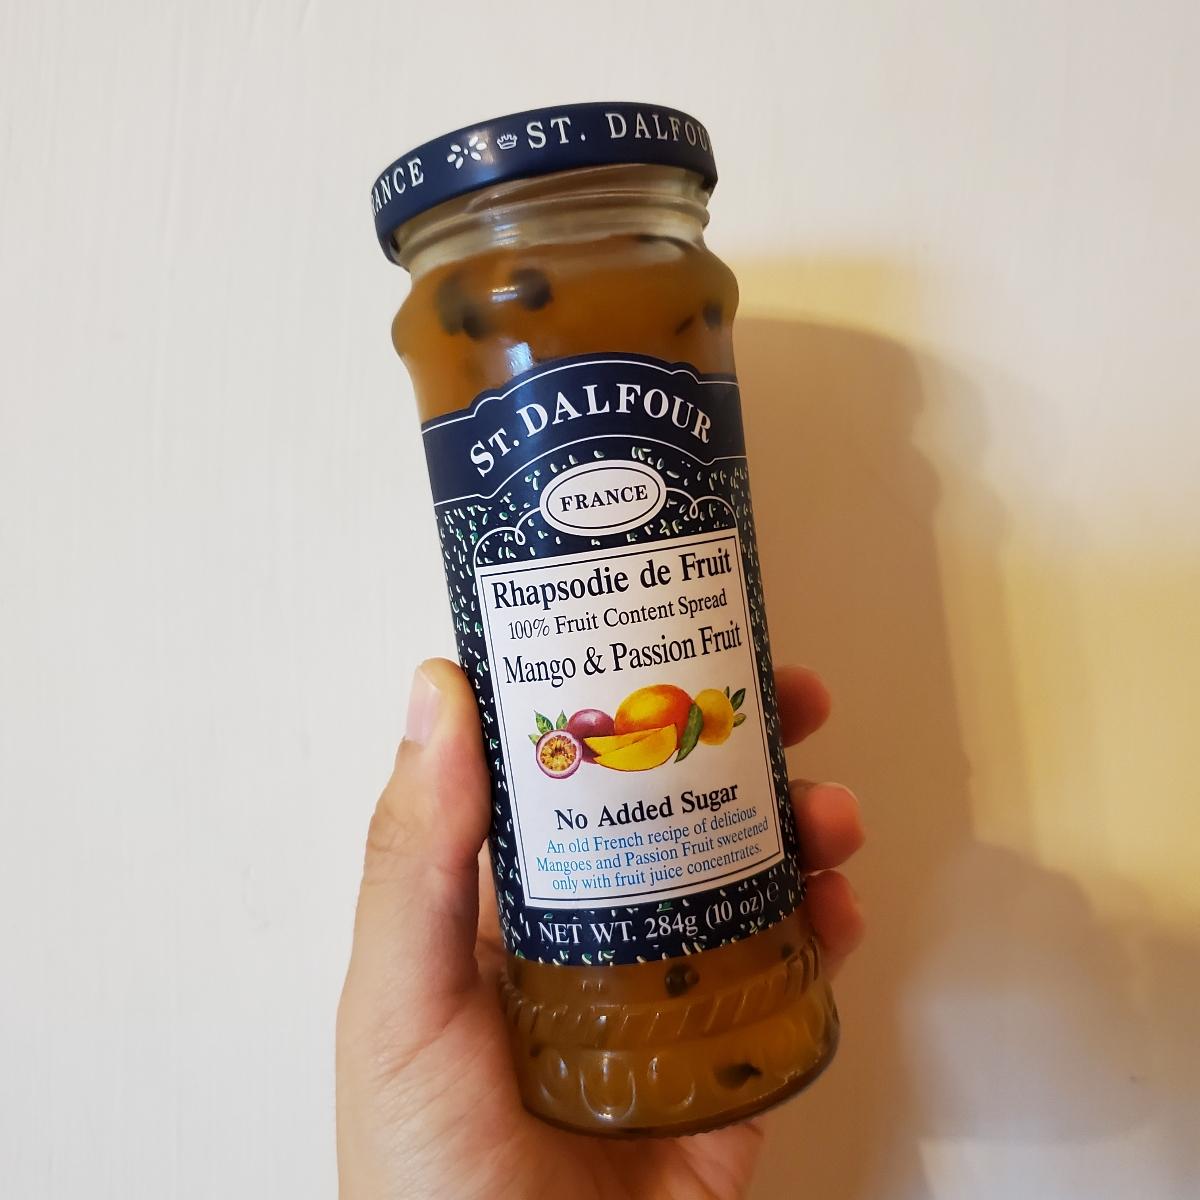 ANCE ST. DALFOU
ST. DALFOUR
FRANCE
Rhapsodie de Fruit
100% Fruit Content Spread
Mango & Passion Fruit
No Added Sugar
An old French recipe of delicious
Mangoes and Passion Fruit sweetened
only with fruit juice concentrates.
NET WT. 284g (10 oz) ℮